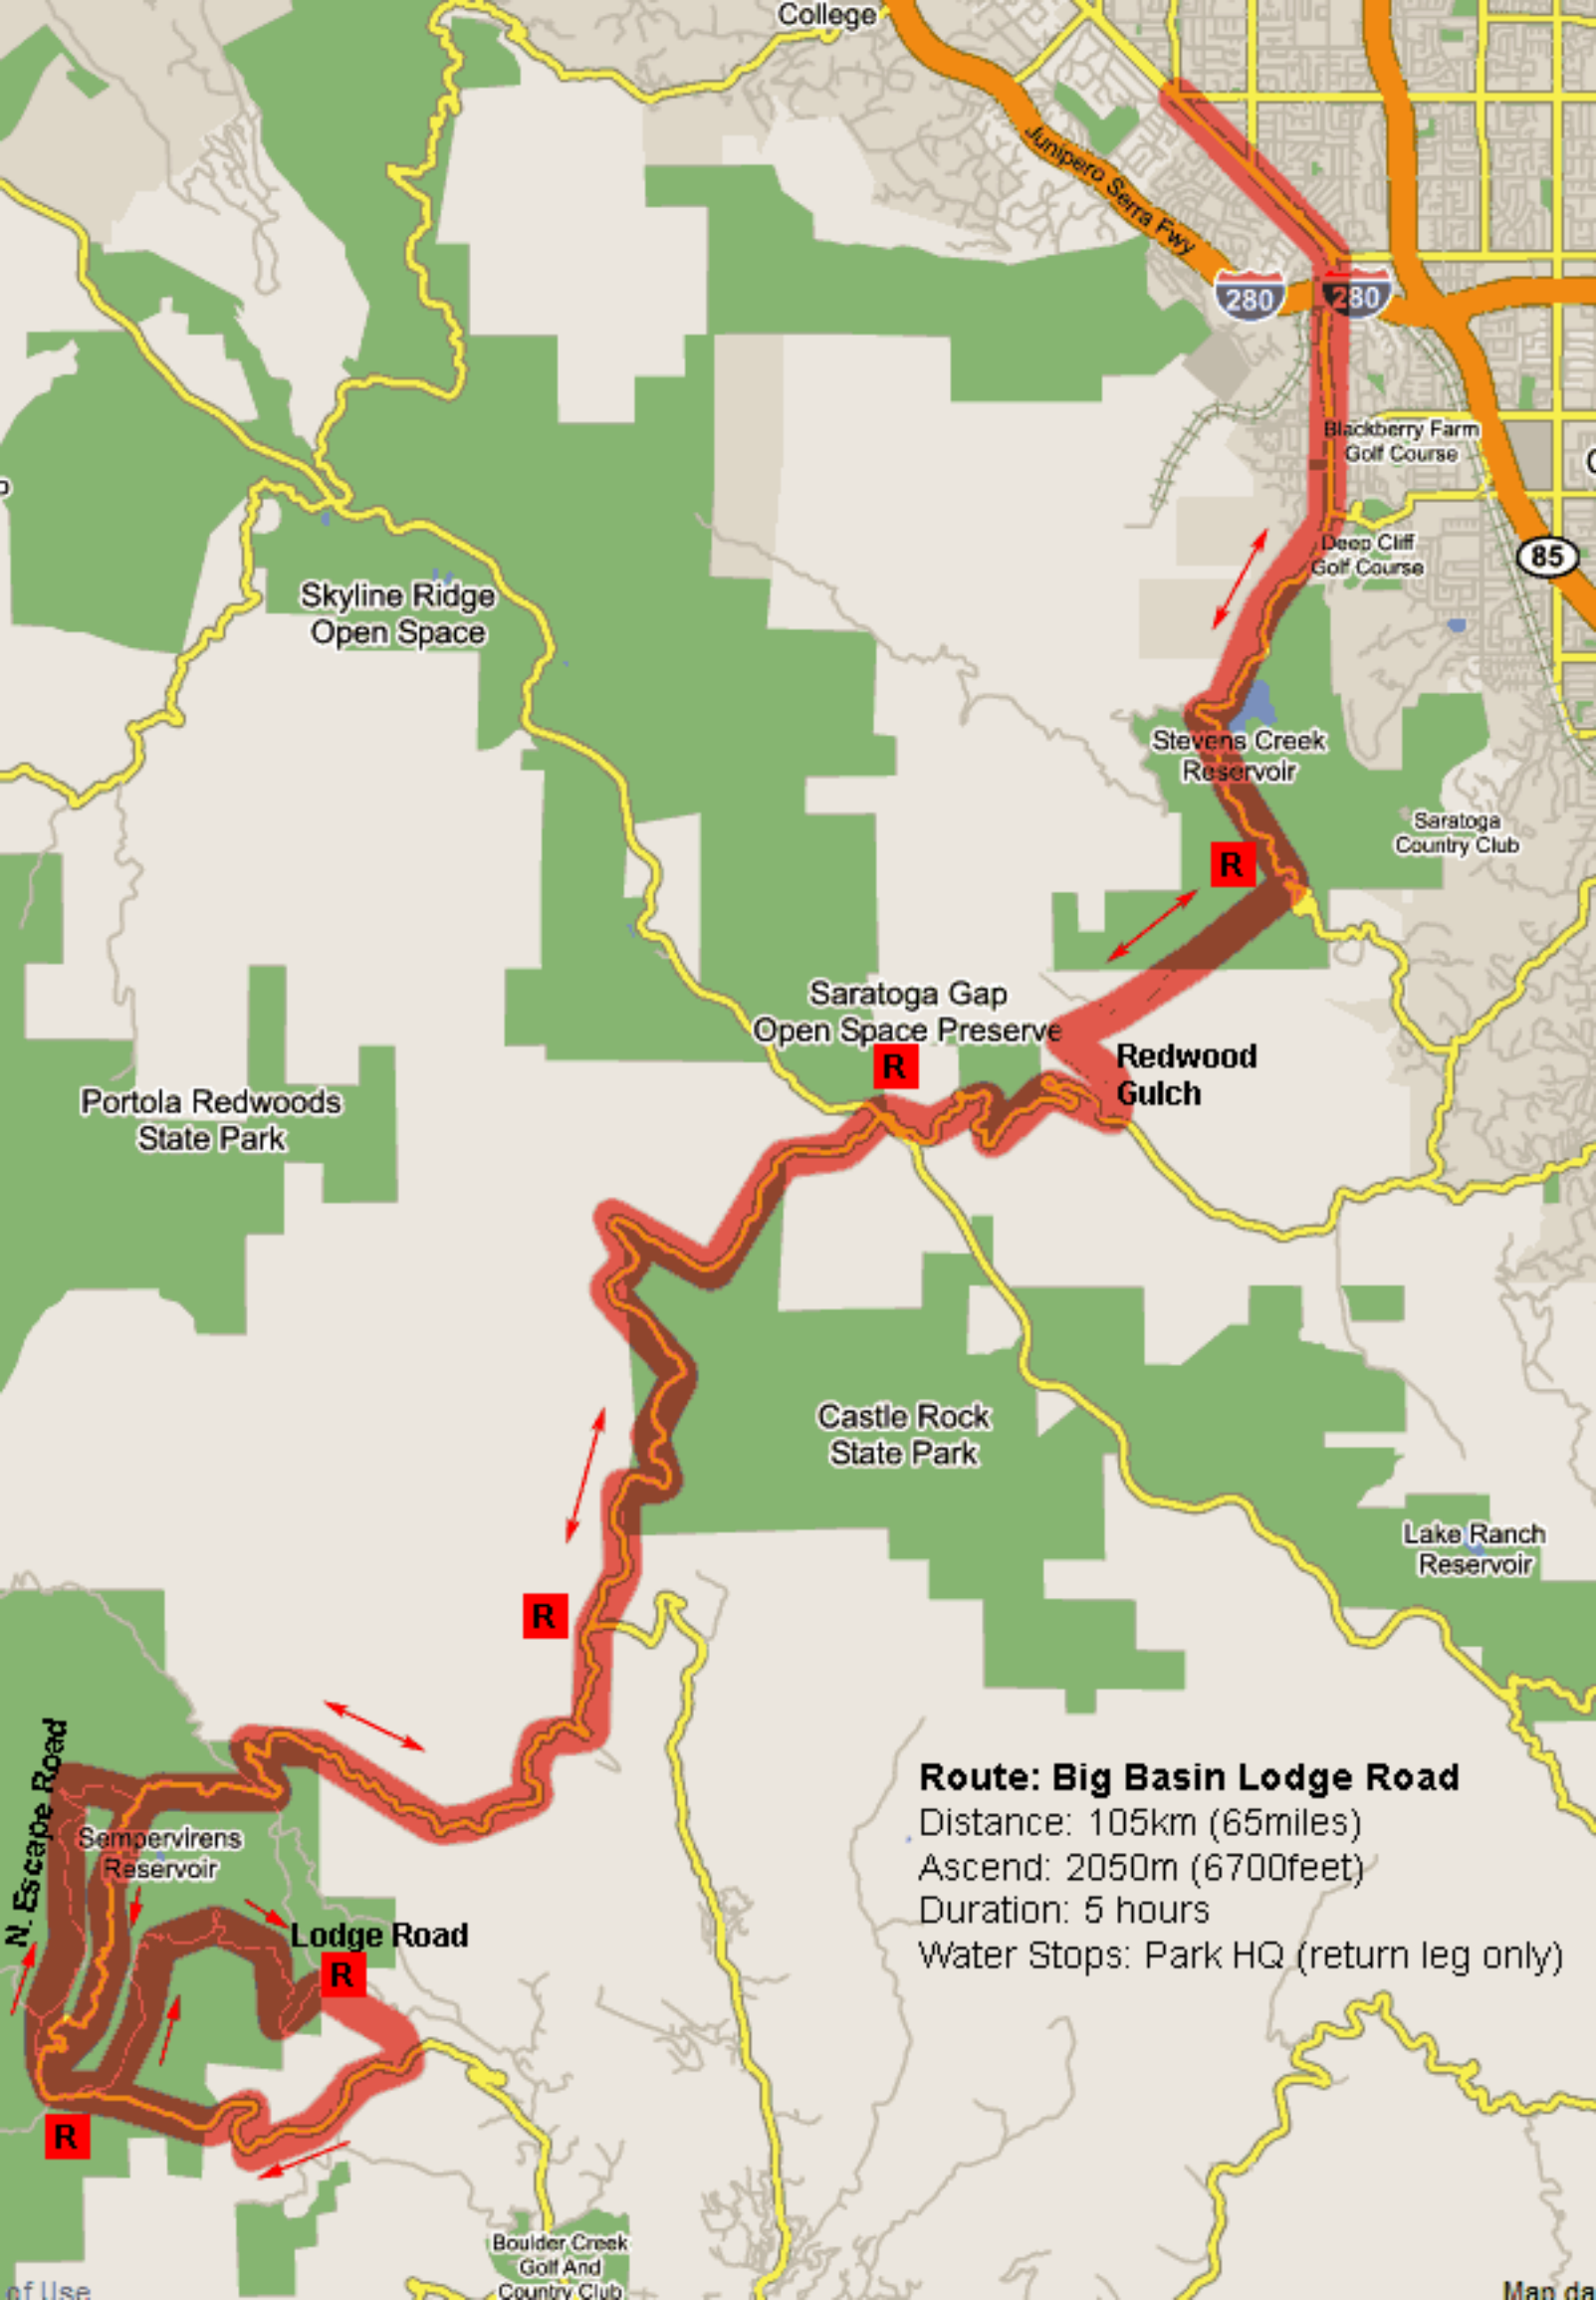 College
Junipero Serra Fwy
280
280
Blackberry Farm
Golf Course
Deep Cliff
Golf Course
85
Skyline Ridge
Open Space
Stevens Creek
Reservoir
Saratoga
Country Club
R
Saratoga Gap
Open Space Preserve
R
Redwood
Gulch
Portola Redwoods
State Park
Castle Rock
State Park
Lake Ranch
Reservoir
R
N. Escape Road
Route: Big Basin Lodge Road
Distance: 105km (65miles)
Ascend: 2050m (6700feet)
Duration: 5 hours
Water Stops: Park HQ (return leg only)
Sempervirens
Reservoir
Lodge Road
R
R
Boulder Creek
Golf And
Country Club
of Use
Map da